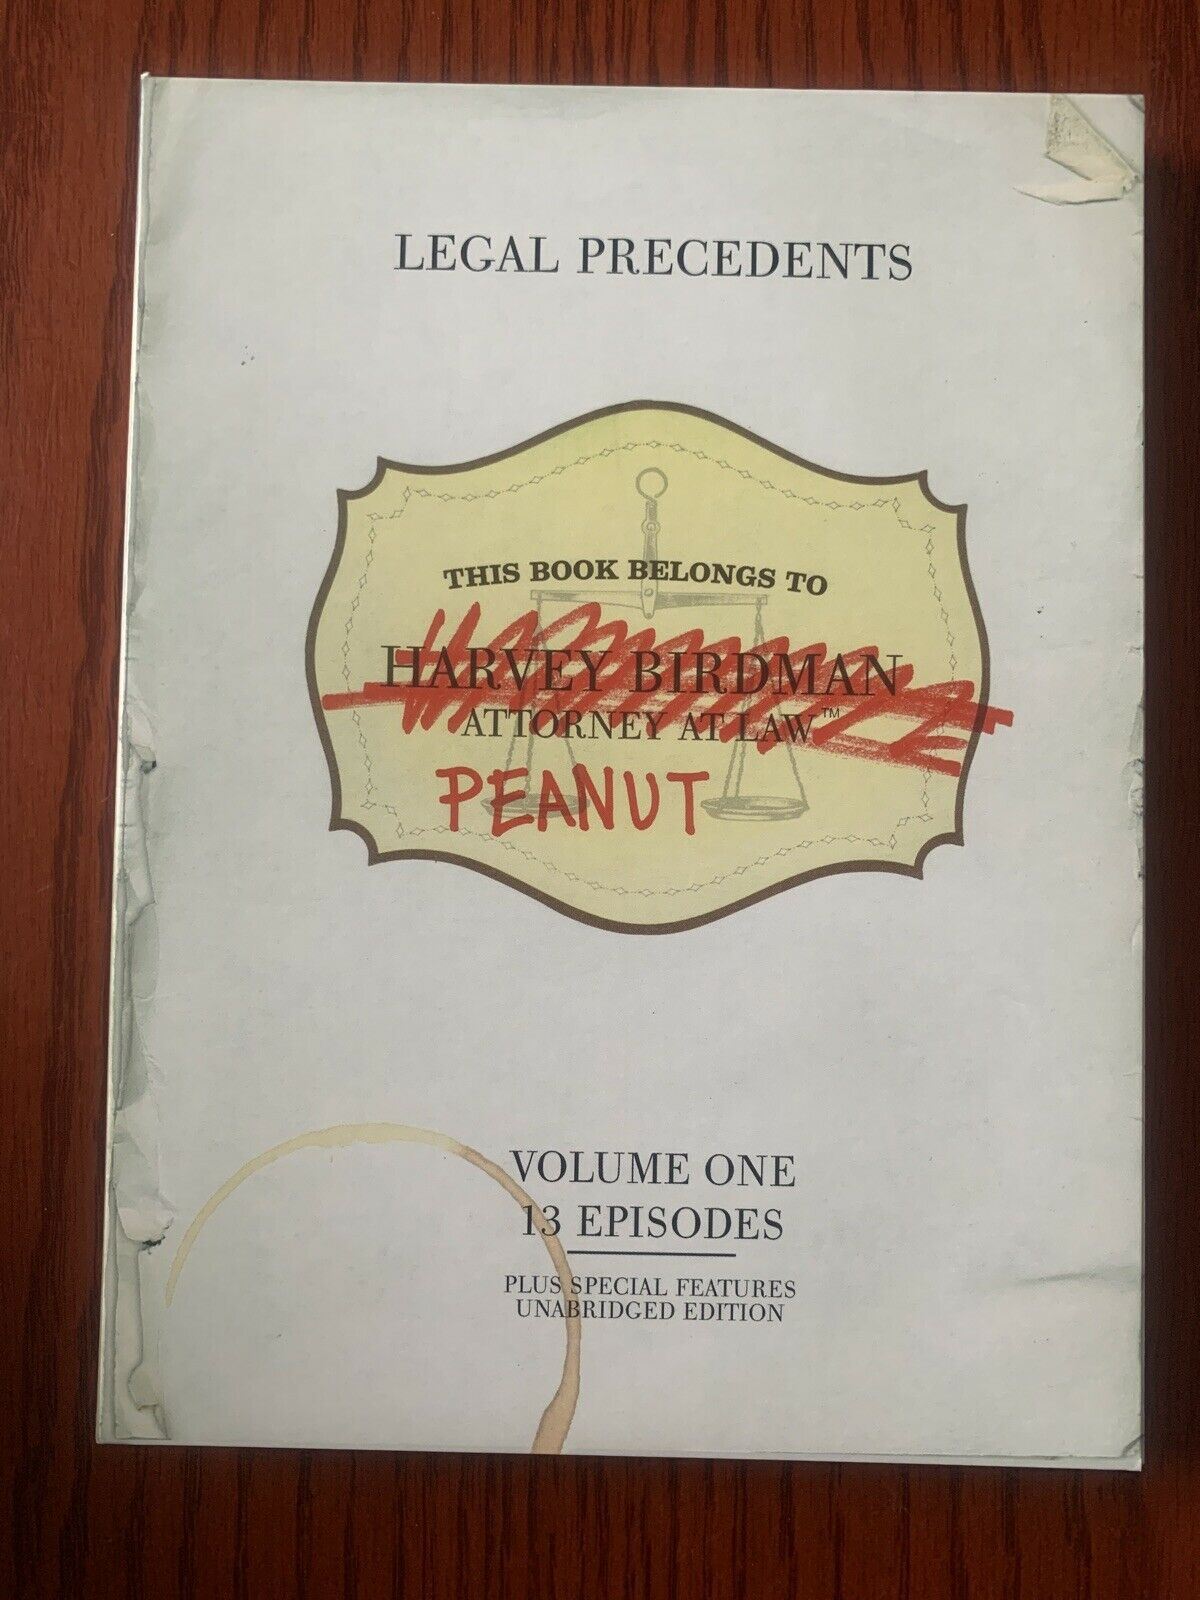 LEGAL PRECEDENTS
THIS BOOK BELONGS TO
HARVEY BIRDMAN
ATTORNEY AT LAW™
PEANUT
VOLUME ONE
13 EPISODES
PLUS SPECIAL FEATURES
UNABRIDGED EDITION